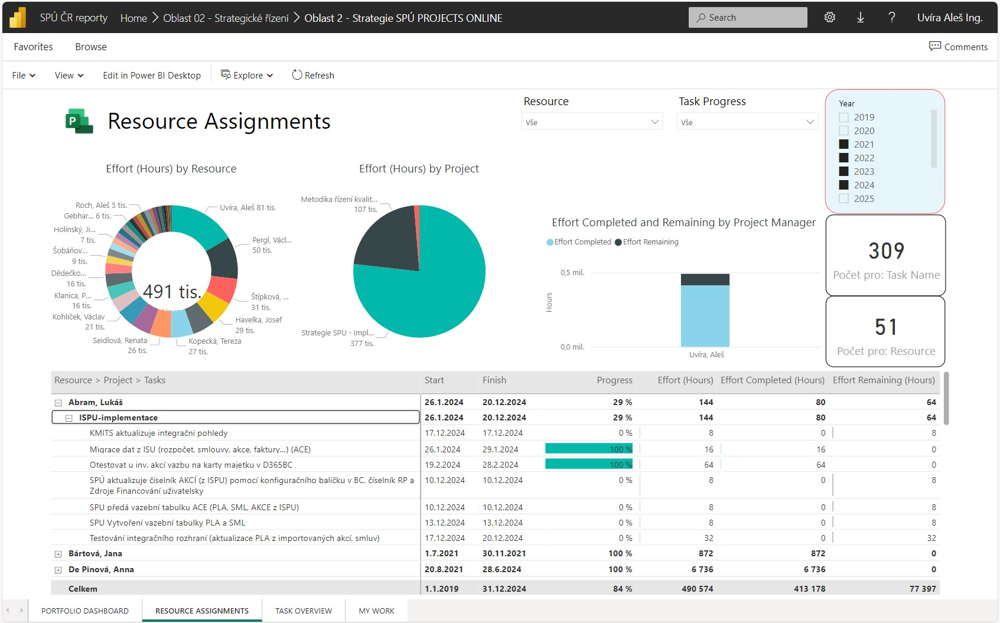 SPÚ ČR reporty Home Oblast 02 - Strategické řízení Oblast 2 - Strategie SPÚ PROJECTS ONLINE Search ? Uvíra Aleš Ing.
Favorites Browse Comments
File View Edit in Power BI Desktop Explore Refresh
P Resource Assignments
Resource
Vše
Task Progress
Vše
Year
2019
2020
2021
2022
2023
2024
2025
Effort (Hours) by Resource
Uvíra, Aleš 81 tis.
Pergl, Václ...
50 tis.
Štípková, ...
31 tis.
Havelka, Josef
29 tis.
Kopecká, Tereza
27 tis.
Seidlová, Renata
26 tis.
Kohlíček, Václav
21 tis.
Klanica, P...
16 tis.
Dědečko...
16 tis.
Šobáňov...
9 tis.
Holínský, Ji...
7 tis.
Gebhar... 6 tis.
Roch, Aleš 5 tis.
491 tis.
Effort (Hours) by Project
Metodika řízení kvalit...
107 tis.
Strategie SPU - Impl...
377 tis.
Effort Completed and Remaining by Project Manager
Effort Completed Effort Remaining
Hours
0,5 mil.
0,0 mil.
Uvíra, Aleš
309
Počet pro: Task Name
51
Počet pro: Resource
Resource > Project > Tasks Start Finish Progress Effort (Hours) Effort Completed (Hours) Effort Remaining (Hours)
Abram, Lukáš 26.1.2024 20.12.2024 29 % 144 80 64
ISPU-implementace 26.1.2024 20.12.2024 29 % 144 80 64
KMITS aktualizuje integrační pohledy 17.12.2024 17.12.2024 0 % 8 0 8
Migrace dat z ISU (rozpočet, smlouvy, akce, faktury...) (ACE) 26.1.2024 29.1.2024 100 % 16 16 0
Otestovat u inv. akcí vazbu na karty majetku v D365BC 19.2.2024 28.2.2024 100 % 64 64 0
SPÚ aktualizuje číselník AKCÍ (z ISPU) pomocí konfiguračního balíčku v BC, číselník RP a 10.12.2024 10.12.2024 0 % 8 0 8
Zdroje Financování uživatelsky
SPU předá vazební tabulku ACE (PLA, SML, AKCE z ISPU) 10.12.2024 10.12.2024 0 % 8 0 8
SPU Vytvoření vazební tabulky PLA a SML 13.12.2024 13.12.2024 0 % 8 0 8
Testování integračního rozhraní (aktualizace PLA z importovaných akcí, smluv) 17.12.2024 20.12.2024 0 % 32 0 32
Bártová, Jana 1.7.2021 30.11.2021 100 % 872 872 0
De Pinová, Anna 20.8.2021 28.6.2024 100 % 6 736 6 736 0
Celkem 1.1.2019 31.12.2024 84 % 490 574 413 178 77 397
PORTFOLIO DASHBOARD RESOURCE ASSIGNMENTS TASK OVERVIEW MY WORK